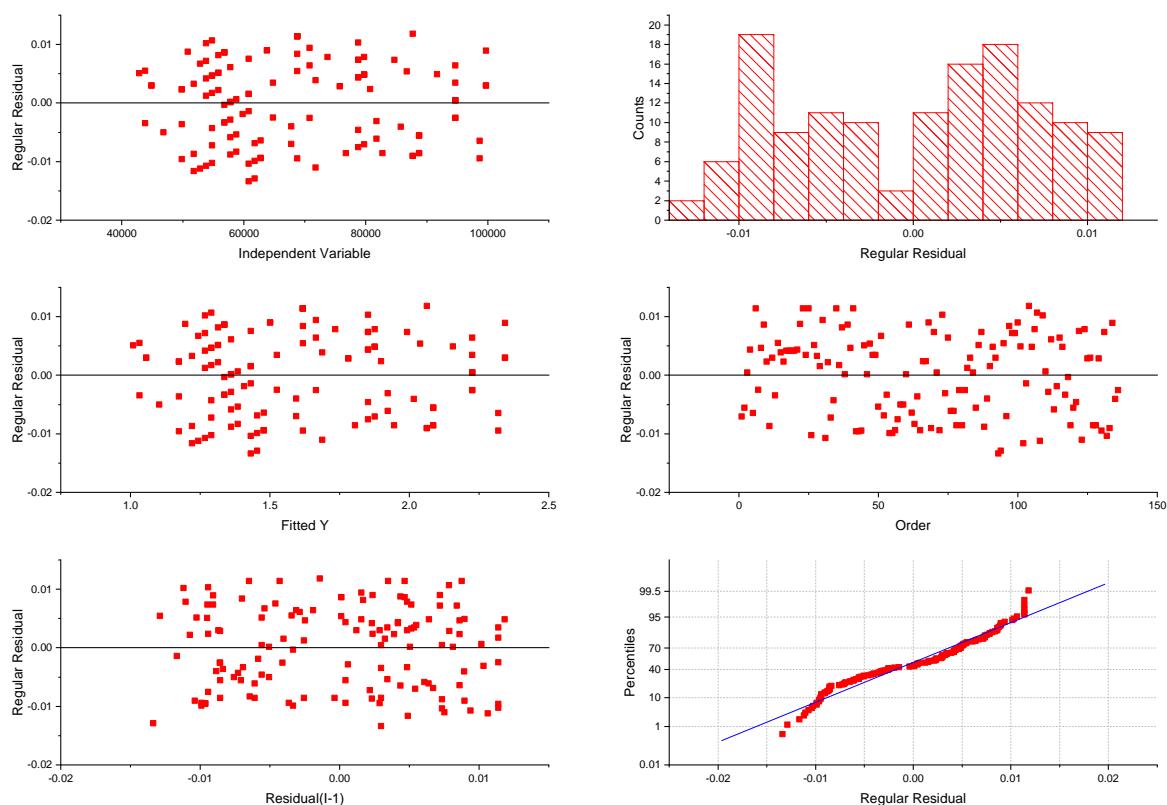 0.01
0.00
-0.01
-0.02
Regular Residual
40000 60000 80000 100000
Independent Variable
20
18
16
14
12
10
8
6
4
2
0
Counts
-0.01 0.00 0.01
Regular Residual
0.01
0.00
-0.01
-0.02
Regular Residual
1.0 1.5 2.0 2.5
Fitted Y
0.01
0.00
-0.01
-0.02
Regular Residual
0 50 100 150
Order
0.01
0.00
-0.01
-0.02
Regular Residual
-0.02 -0.01 0.00 0.01
Residual(I-1)
99.5
95
70
40
10
1
0.01
Percentiles
-0.02 -0.01 0.00 0.01 0.02
Regular Residual